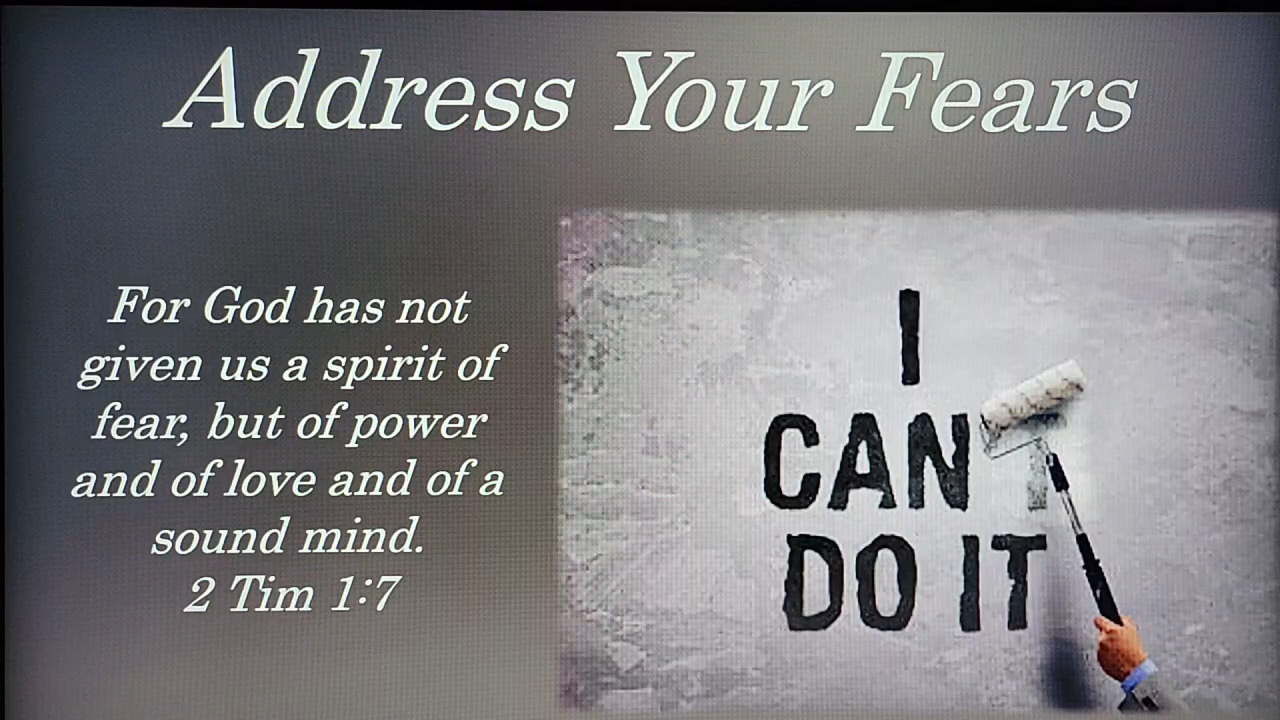 Address Your Fears
For God has not
given us a spirit of
fear, but of power
and of love and of a
sound mind.
2 Tim 1:7
I
CAN'T
DO IT